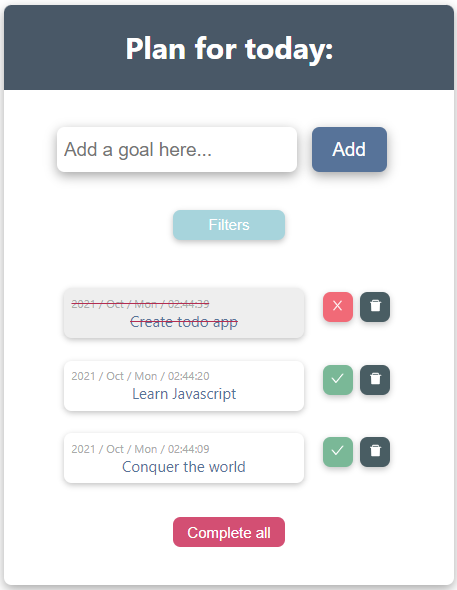 Plan for today:
Add a goal here...
Add
Filters
2021 / Oct / Mon / 02:44:39
Create todo app
2021 / Oct / Mon / 02:44:20
Learn Javascript
2021 / Oct / Mon / 02:44:09
Conquer the world
Complete all